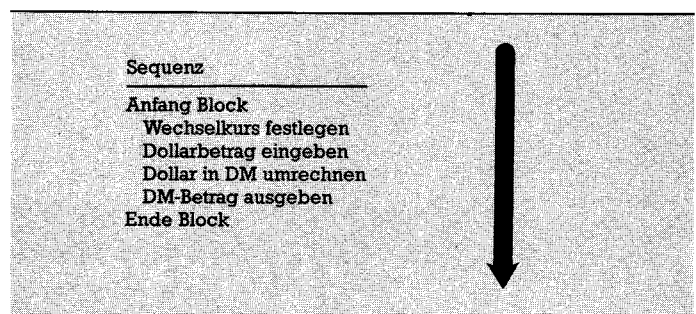 Sequenz
Anfang Block
Wechselkurs festlegen
Dollarbetrag eingeben
Dollar in DM umrechnen
DM-Betrag ausgeben
Ende Block